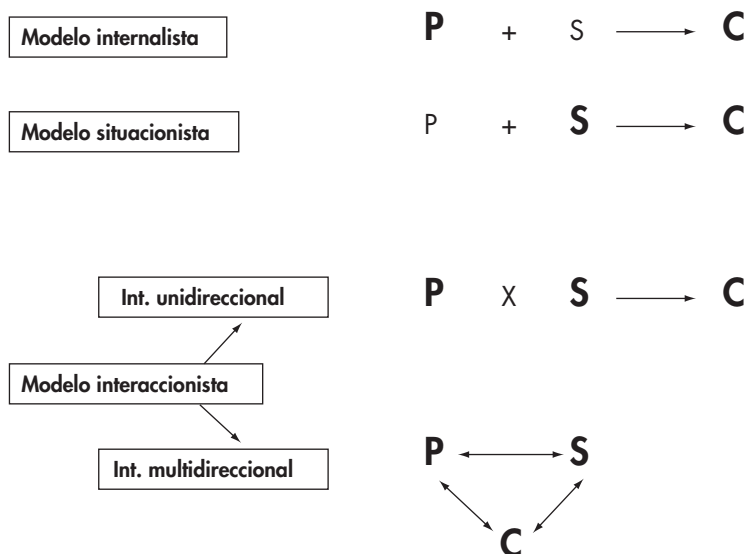 Modelo internalista
P + S C
Modelo situacionista
P + S C
Int. unidireccional
P X S C
Modelo interaccionista
Int. multidireccional
P S
C